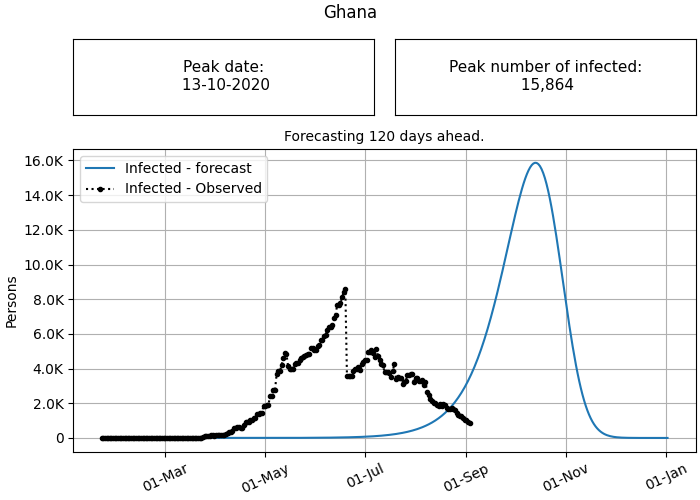 Ghana
Peak date:
13-10-2020
Peak number of infected:
15,864
Forecasting 120 days ahead.
Infected - forecast
Infected - Observed
Persons
16.0K
14.0K
12.0K
10.0K
8.0K
6.0K
4.0K
2.0K
0
01-Mar
01-May
01-Jul
01-Sep
01-Nov
01-Jan